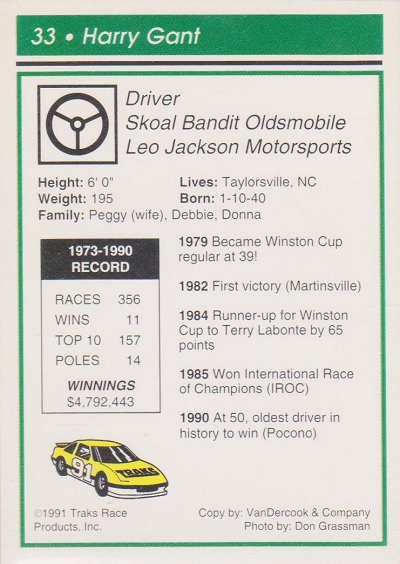 33 • Harry Gant
Driver
Skoal Bandit Oldsmobile
Leo Jackson Motorsports
Height: 6' 0"
Lives: Taylorsville, NC
Weight: 195
Born: 1-10-40
Family: Peggy (wife), Debbie, Donna
1973-1990
RECORD
RACES 356
WINS 11
TOP 10 157
POLES 14
WINNINGS
$4,792,443
1979 Became Winston Cup
regular at 39!
1982 First victory (Martinsville)
1984 Runner-up for Winston
Cup to Terry Labonte by 65
points
1985 Won International Race
of Champions (IROC)
1990 At 50, oldest driver in
history to win (Pocono)
91
TRAKS
©1991 Traks Race
Products, Inc.
Copy by: VanDercook & Company
Photo by: Don Grassman